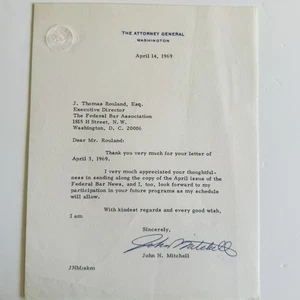 THE ATTORNEY GENERAL
WASHINGTON
April 14, 1969
J. Thomas Rouland, Esq.
Executive Director
The Federal Bar Association
1815 H Street, N.W.
Washington, D. C. 20006
Dear Mr. Rouland:
Thank you very much for your letter of
April 3, 1969.
I very much appreciated your thoughtful-
ness in sending along the copy of the April issue of the
Federal Bar News, and I, too, look forward to my
participation in your future programs as my schedule
will allow.
With kindest regards and every good wish,
I am
Sincerely,
John Mitchell
John N. Mitchell